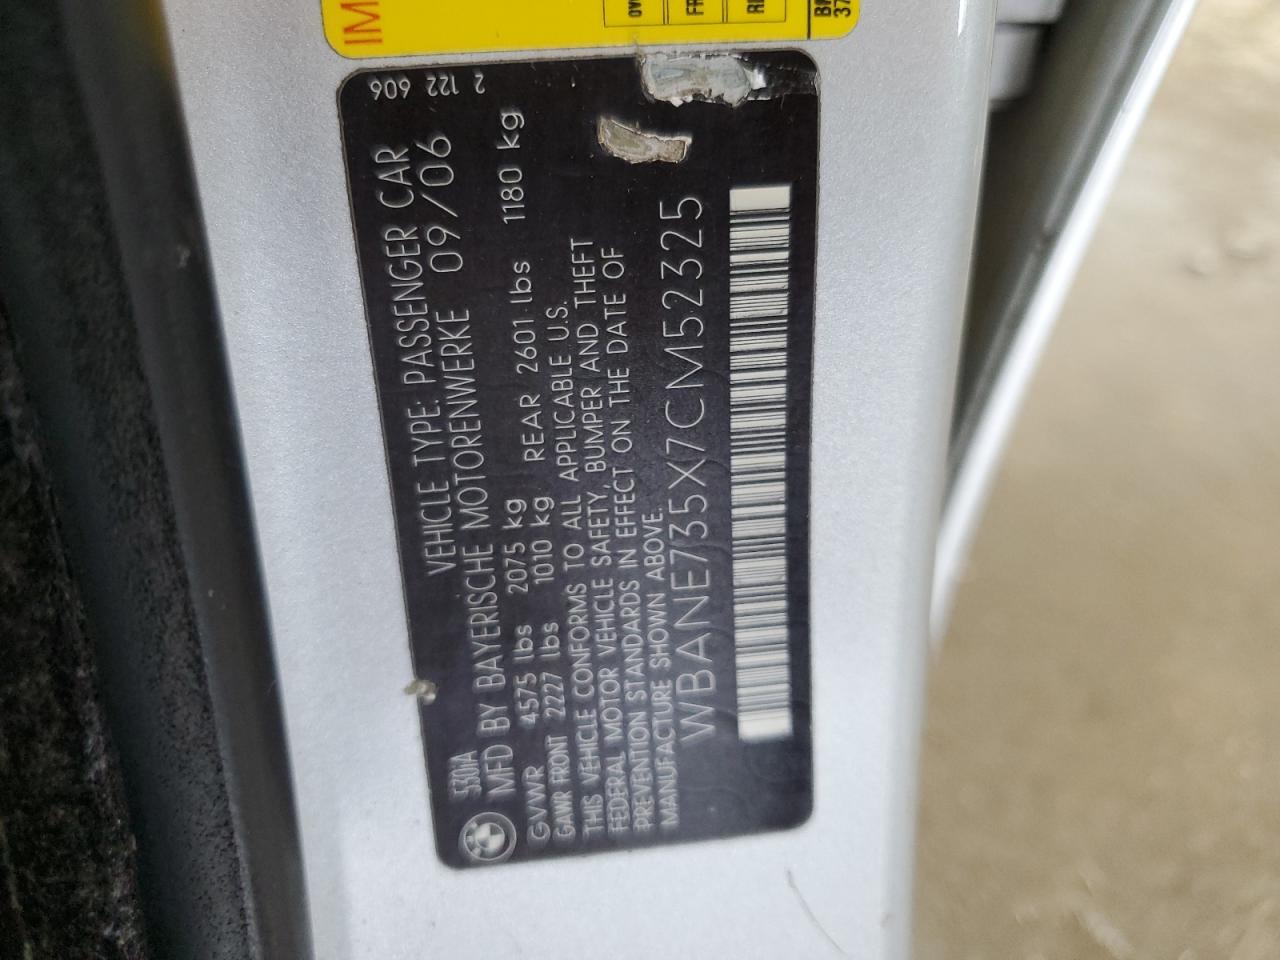 2 122 606
5301A
VEHICLE TYPE: PASSENGER CAR
MFD BY BAYERISCHE MOTORENWERKE 09/06
GVWR 4575 lbs 2075 kg
GAWR FRONT 2227 lbs 1010 kg REAR 2601 lbs 1180 kg
THIS VEHICLE CONFORMS TO ALL APPLICABLE U.S.
FEDERAL MOTOR VEHICLE SAFETY, BUMPER AND THEFT
PREVENTION STANDARDS IN EFFECT ON THE DATE OF
MANUFACTURE SHOWN ABOVE.
WBANE735X7CM52325
IM